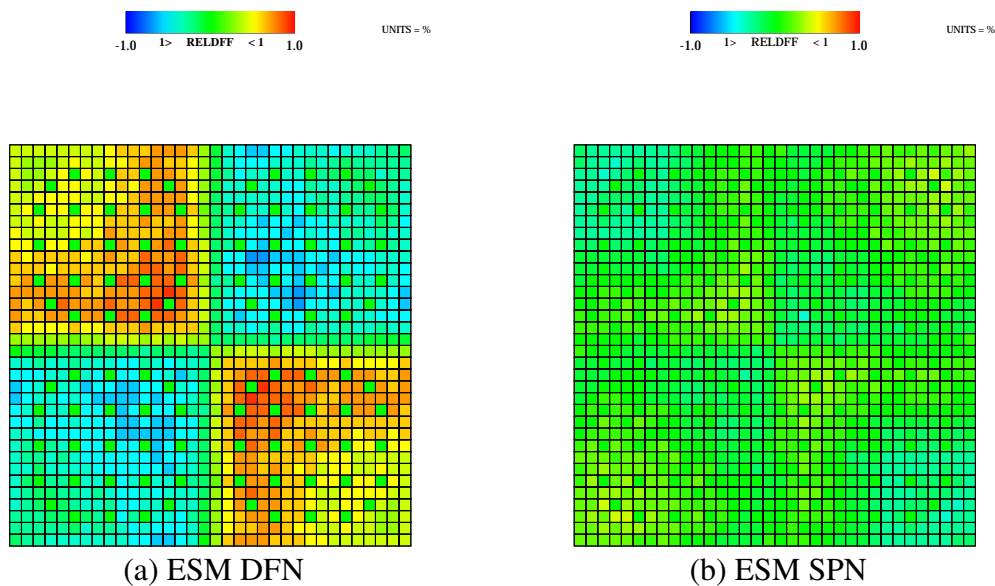 -1.0 1> RELDFF < 1 1.0 UNITS = %
-1.0 1> RELDFF < 1 1.0 UNITS = %
(a) ESM DFN
(b) ESM SPN